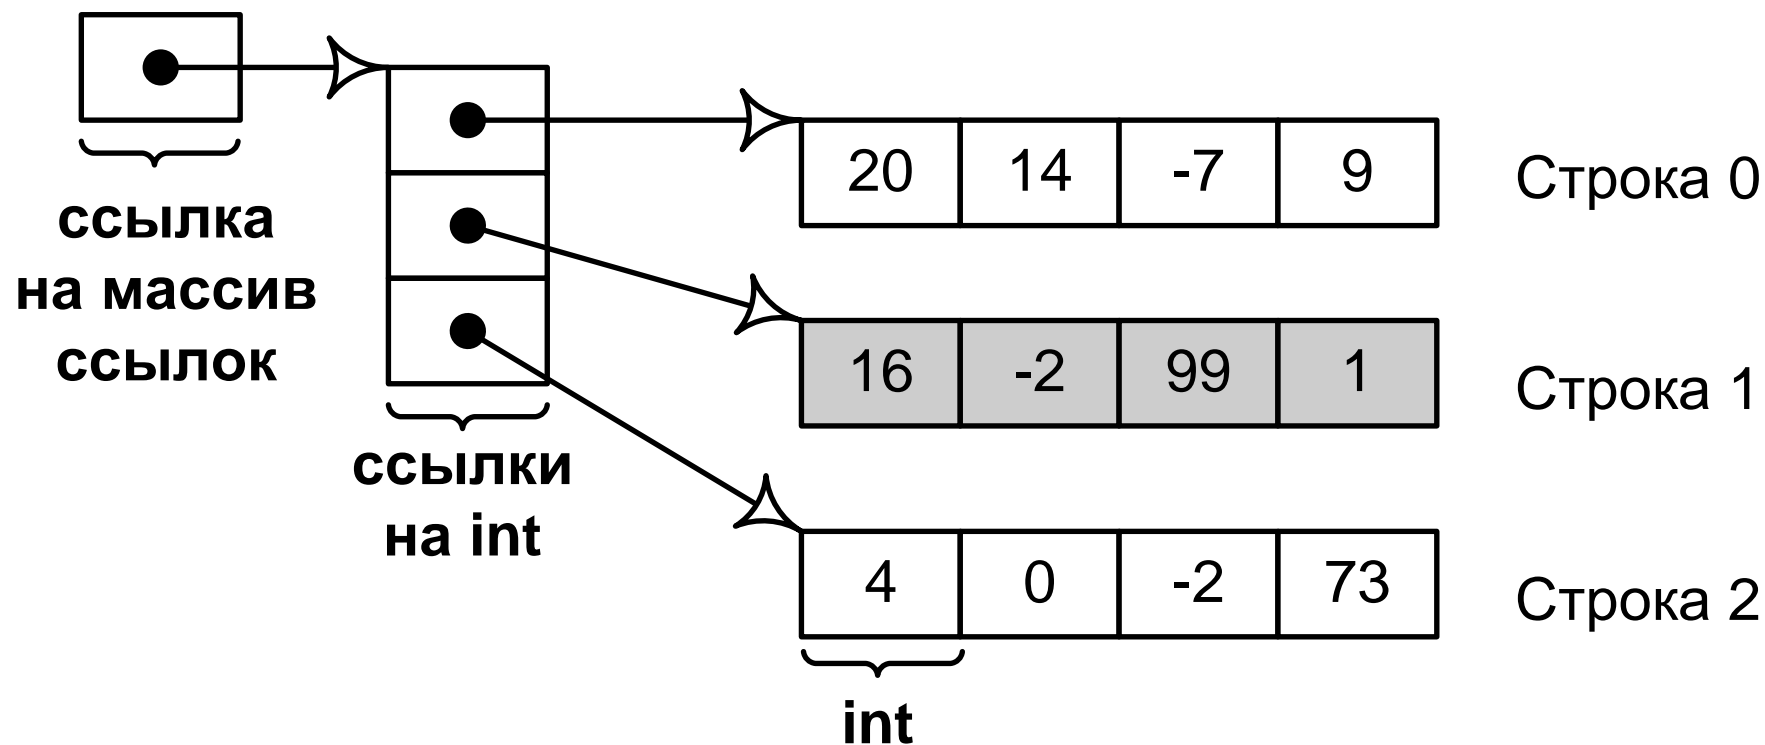 20 14 -7 9 Строка 0
ссылка
на массив
ссылок
16 -2 99 1 Строка 1
ссылки
на int
4 0 -2 73 Строка 2
int